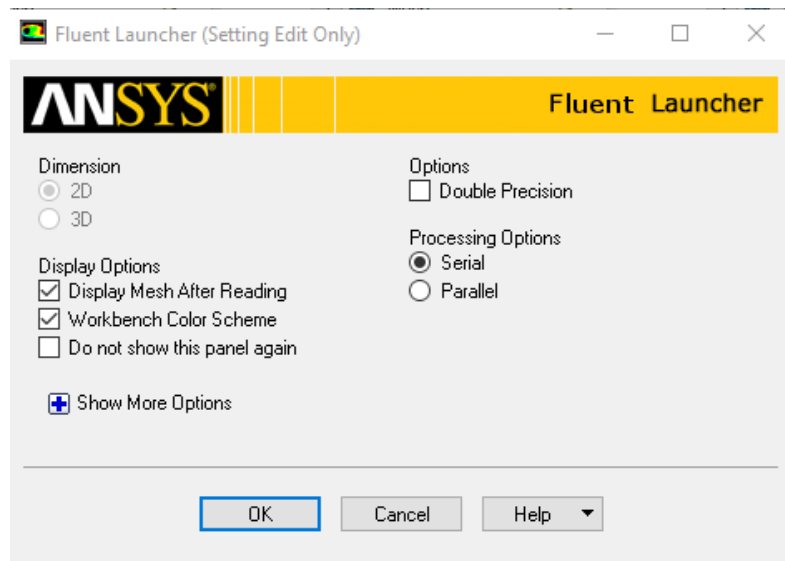 Fluent Launcher (Setting Edit Only)
ANSYS®
Fluent Launcher
Dimension
2D
3D
Display Options
Display Mesh After Reading
Workbench Color Scheme
Do not show this panel again
Show More Options
Options
Double Precision
Processing Options
Serial
Parallel
OK
Cancel
Help